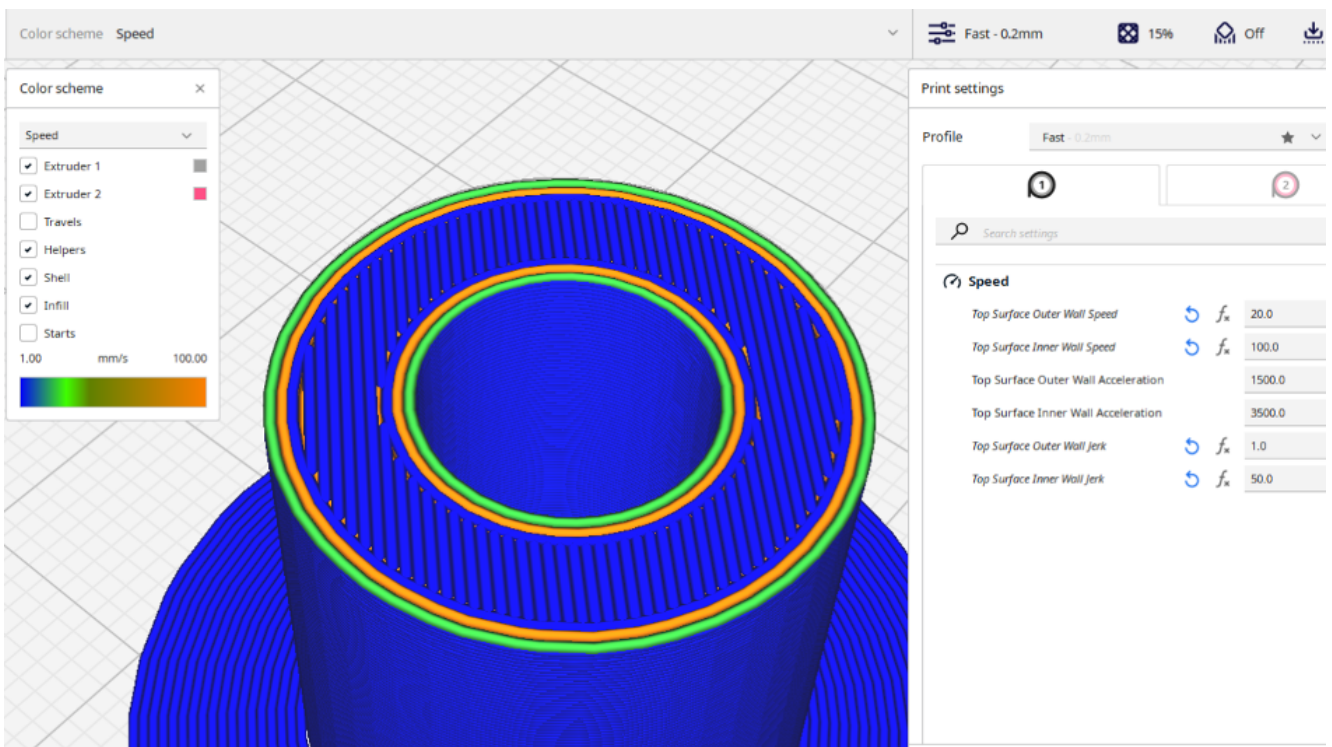 Color scheme Speed
Fast - 0.2mm 15% Off
Color scheme
Speed
Extruder 1
Extruder 2
Travels
Helpers
Shell
Infill
Starts
1.00 mm/s 100.00
Print settings
Profile Fast - 0.2mm
1 2
Search settings
Speed
Top Surface Outer Wall Speed fx 20.0
Top Surface Inner Wall Speed fx 100.0
Top Surface Outer Wall Acceleration 1500.0
Top Surface Inner Wall Acceleration 3500.0
Top Surface Outer Wall Jerk fx 1.0
Top Surface Inner Wall Jerk fx 50.0